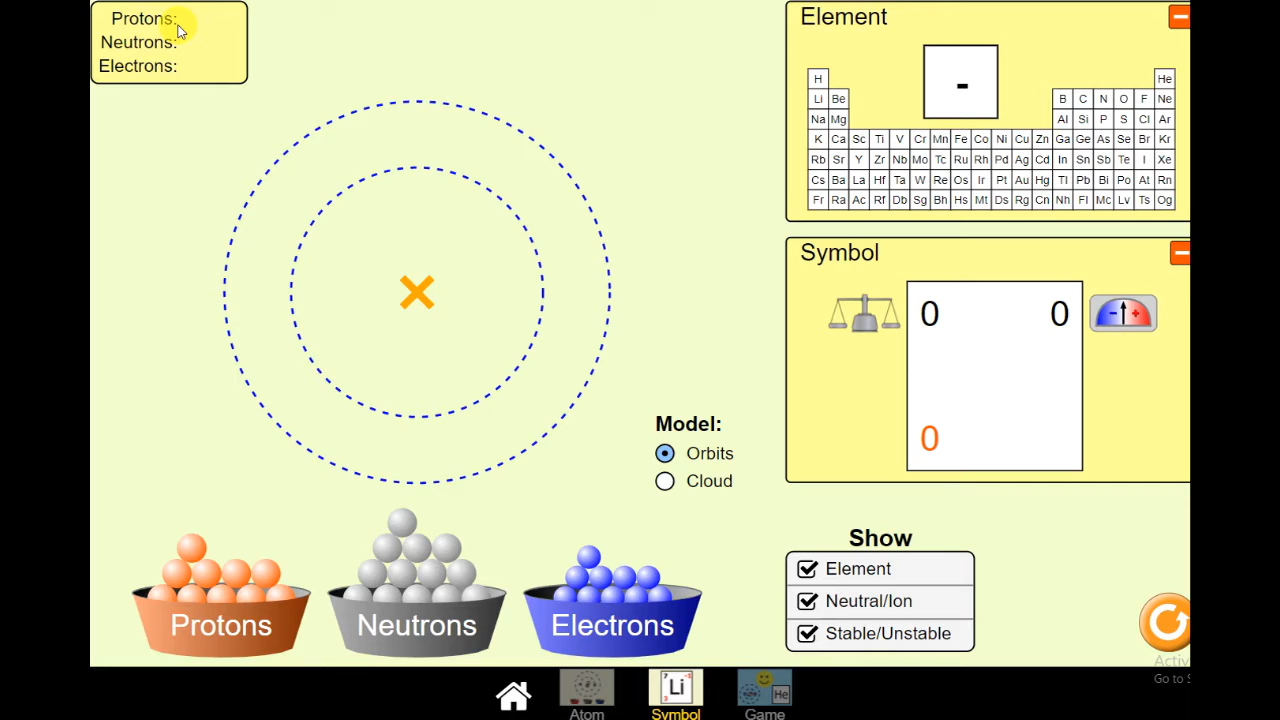 Protons:
Neutrons:
Electrons:
Element
-
H He
Li Be B C N O F Ne
Na Mg Al Si P S Cl Ar
K Ca Sc Ti V Cr Mn Fe Co Ni Cu Zn Ga Ge As Se Br Kr
Rb Sr Y Zr Nb Mo Tc Ru Rh Pd Ag Cd In Sn Sb Te I Xe
Cs Ba La Hf Ta W Re Os Ir Pt Au Hg Tl Pb Bi Po At Rn
Fr Ra Ac Rf Db Sg Bh Hs Mt Ds Rg Cn Nh Fl Mc Lv Ts Og
Symbol
0 0
- +
0
Model:
Orbits
Cloud
Show
Element
Neutral/Ion
Stable/Unstable
Protons
Neutrons
Electrons
Activ
Go to S
7
Li
3
He
Atom
Symbol
Game